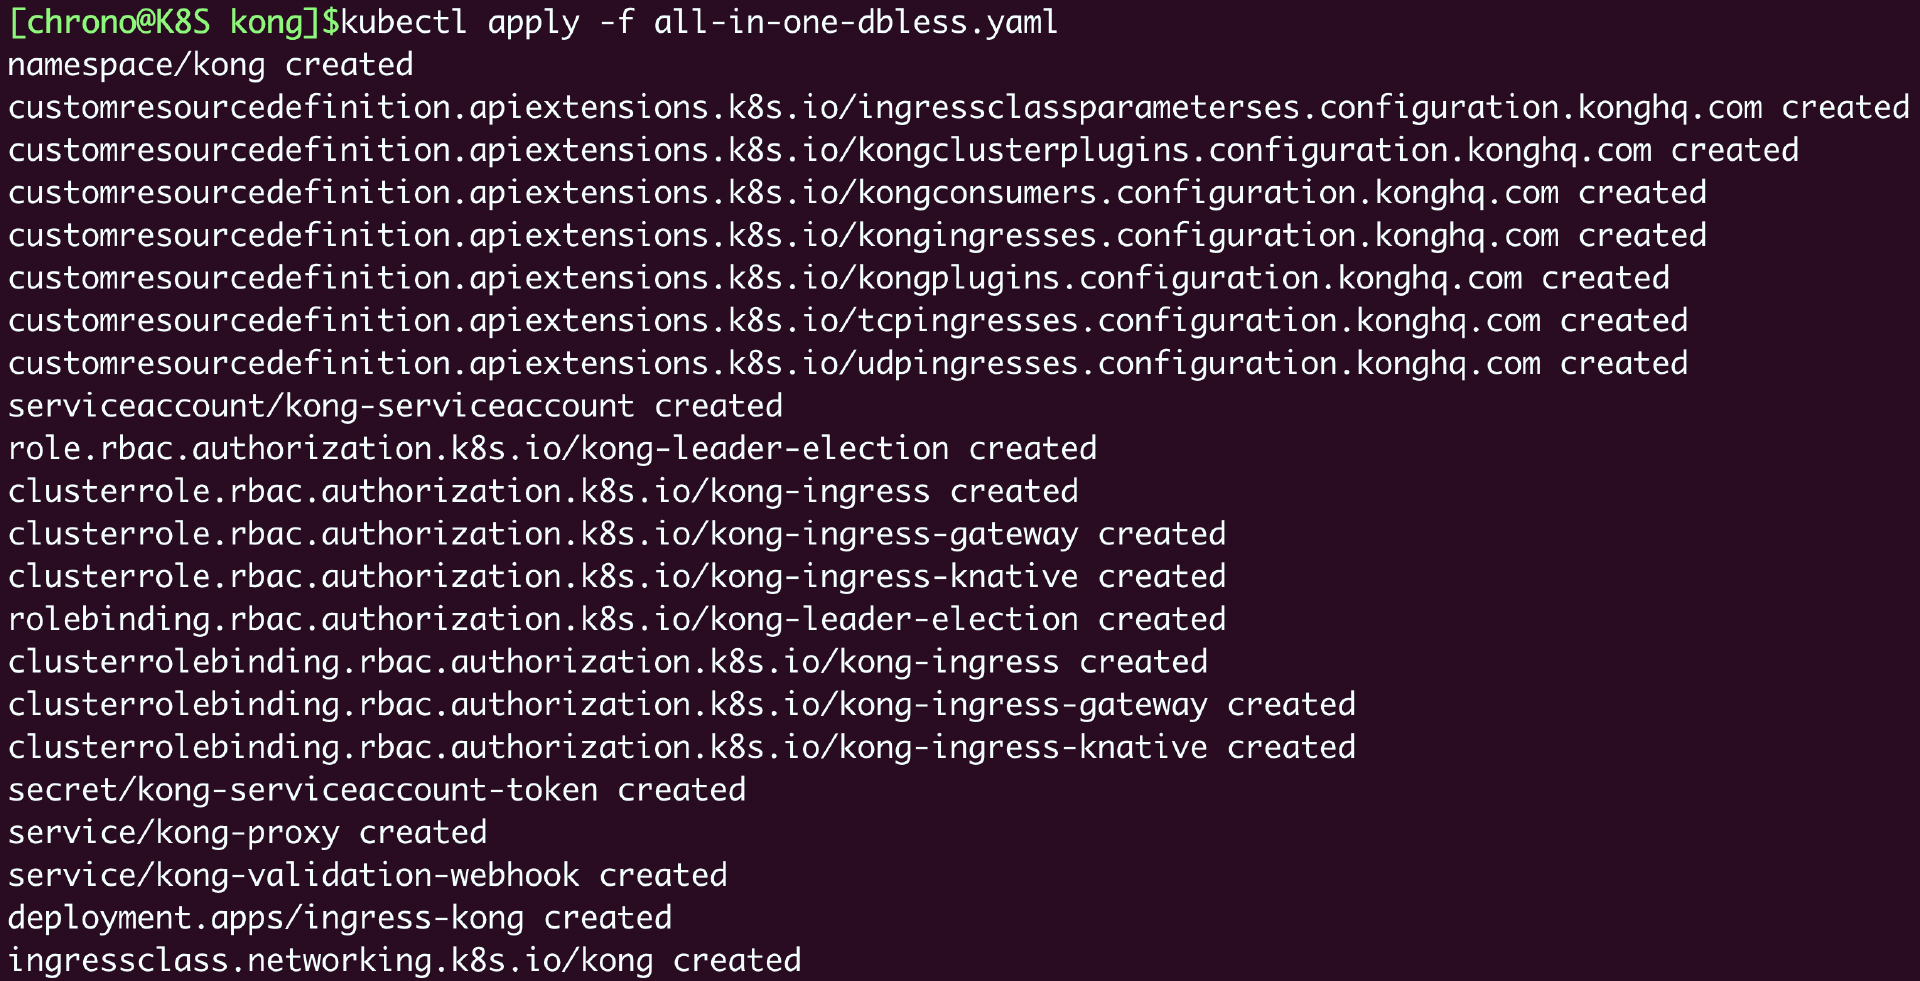 [chrono@K8S kong]$kubectl apply -f all-in-one-dbless.yaml
namespace/kong created
customresourcedefinition.apiextensions.k8s.io/ingressclassparameterses.configuration.konghq.com created
customresourcedefinition.apiextensions.k8s.io/kongclusterplugins.configuration.konghq.com created
customresourcedefinition.apiextensions.k8s.io/kongconsumers.configuration.konghq.com created
customresourcedefinition.apiextensions.k8s.io/kongingresses.configuration.konghq.com created
customresourcedefinition.apiextensions.k8s.io/kongplugins.configuration.konghq.com created
customresourcedefinition.apiextensions.k8s.io/tcpingresses.configuration.konghq.com created
customresourcedefinition.apiextensions.k8s.io/udpingresses.configuration.konghq.com created
serviceaccount/kong-serviceaccount created
role.rbac.authorization.k8s.io/kong-leader-election created
clusterrole.rbac.authorization.k8s.io/kong-ingress created
clusterrole.rbac.authorization.k8s.io/kong-ingress-gateway created
clusterrole.rbac.authorization.k8s.io/kong-ingress-knative created
rolebinding.rbac.authorization.k8s.io/kong-leader-election created
clusterrolebinding.rbac.authorization.k8s.io/kong-ingress created
clusterrolebinding.rbac.authorization.k8s.io/kong-ingress-gateway created
clusterrolebinding.rbac.authorization.k8s.io/kong-ingress-knative created
secret/kong-serviceaccount-token created
service/kong-proxy created
service/kong-validation-webhook created
deployment.apps/ingress-kong created
ingressclass.networking.k8s.io/kong created